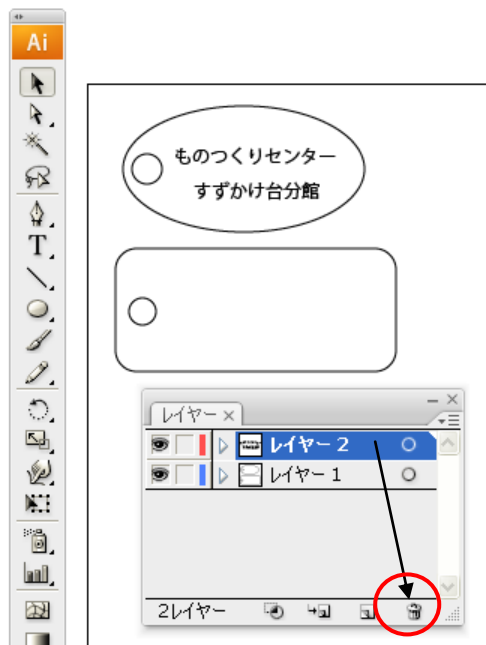 Ai
T
ものつくりセンター
すずかけ台分館
レイヤー ×
レイヤー 2
レイヤー 1
2レイヤー